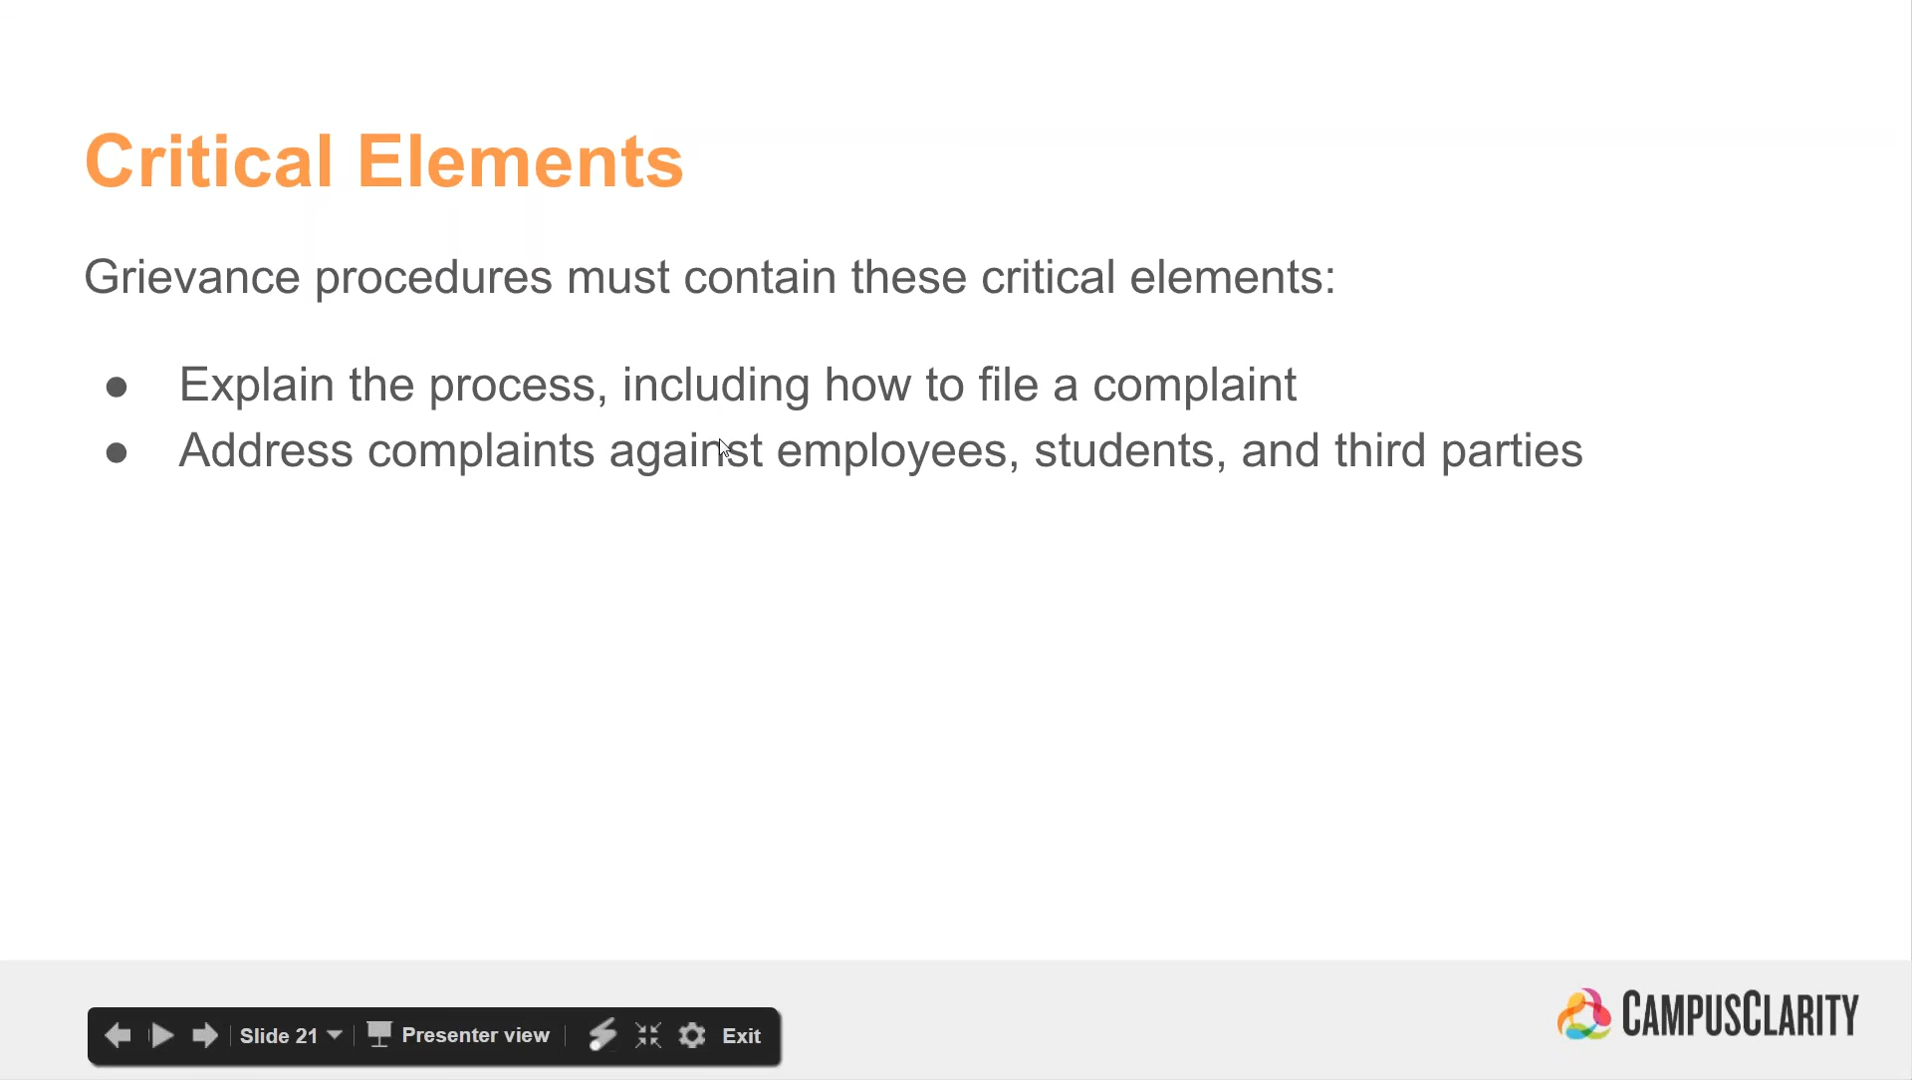 Critical Elements
Grievance procedures must contain these critical elements:
● Explain the process, including how to file a complaint
● Address complaints against employees, students, and third parties
Slide 21 Presenter view Exit
CAMPUSCLARITY